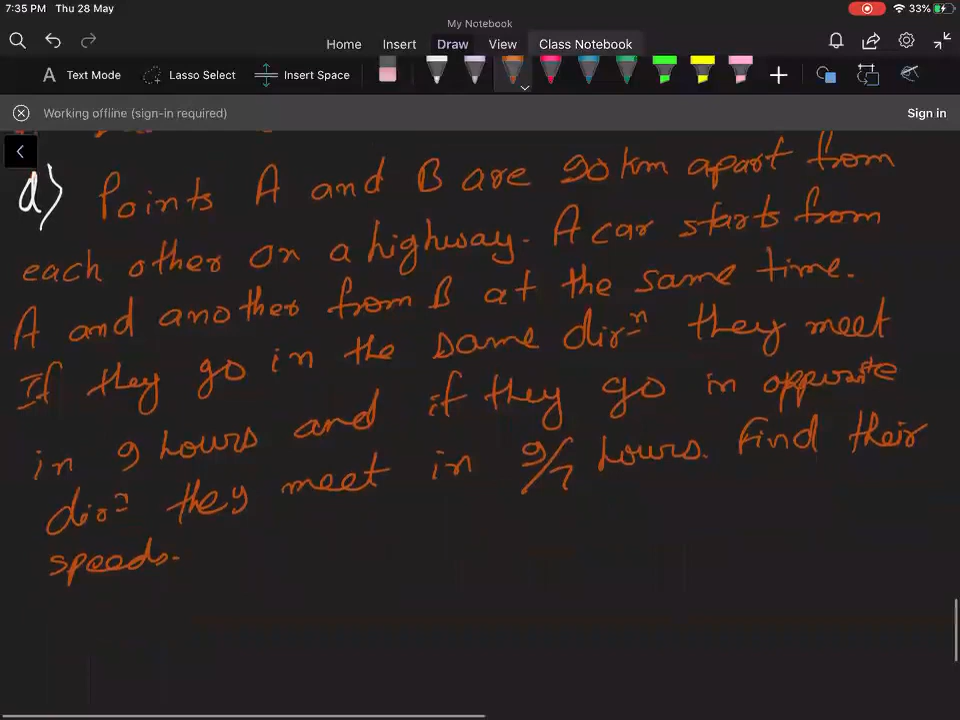 7:35 PM Thu 28 May
33%
My Notebook
Home Insert Draw View Class Notebook
Text Mode Lasso Select Insert Space
Working offline (sign-in required) Sign in
d) Points A and B are 90 km apart from
each other on a highway. A car starts from
A and another from B at the same time.
If they go in the same dirⁿ they meet
in 9 hours and if they go in opposite
dirⁿ they meet in 9/7 hours. Find their
speeds.